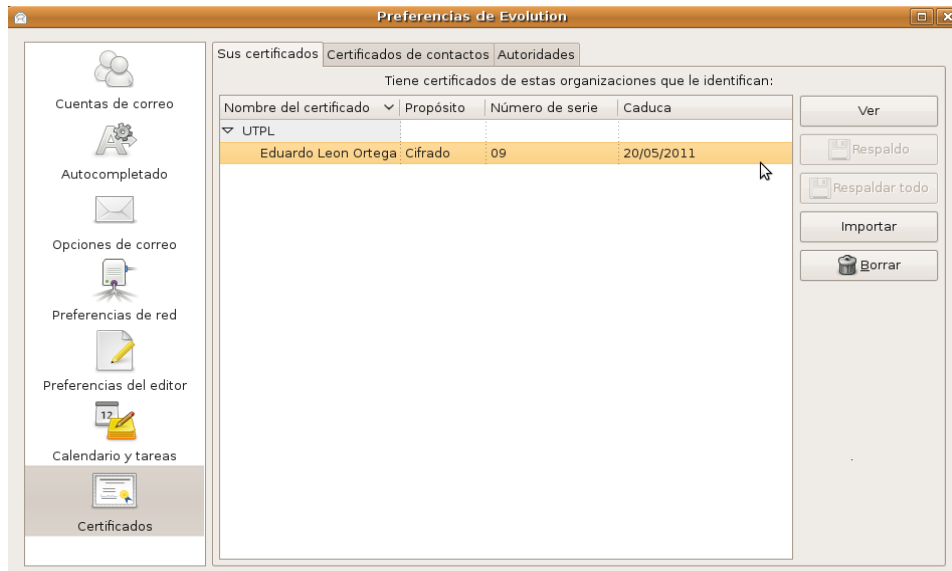 Preferencias de Evolution
Cuentas de correo
Autocompletado
Opciones de correo
Preferencias de red
Preferencias del editor
12
Calendario y tareas
Certificados
Sus certificados Certificados de contactos Autoridades
Tiene certificados de estas organizaciones que le identifican:
Nombre del certificado Propósito Número de serie Caduca
UTPL
Eduardo Leon Ortega Cifrado 09 20/05/2011
Ver
Respaldo
Respaldar todo
Importar
Borrar